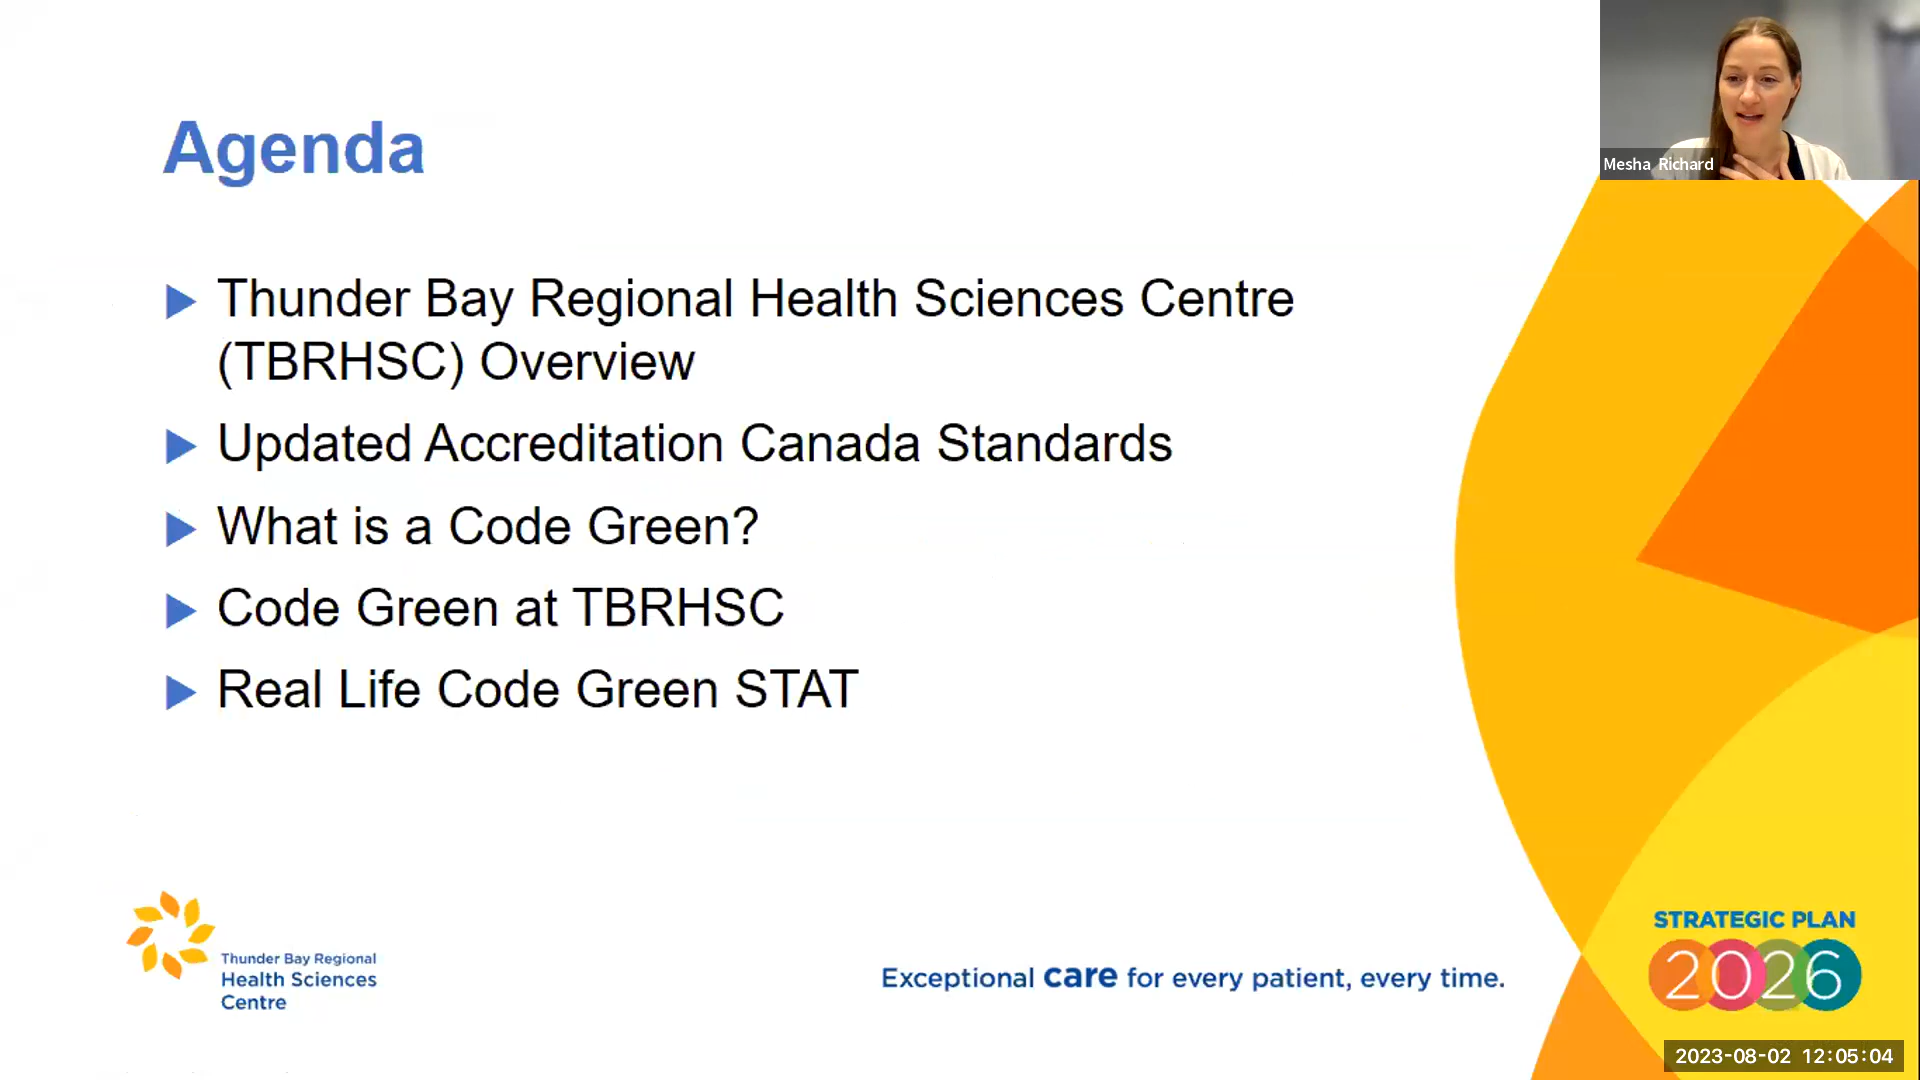 Agenda
Thunder Bay Regional Health Sciences Centre
(TBRHSC) Overview
Updated Accreditation Canada Standards
What is a Code Green?
Code Green at TBRHSC
Real Life Code Green STAT
Mesha Richard
Thunder Bay Regional
Health Sciences
Centre
Exceptional care for every patient, every time.
STRATEGIC PLAN
2026
2023-08-02 12:05:04